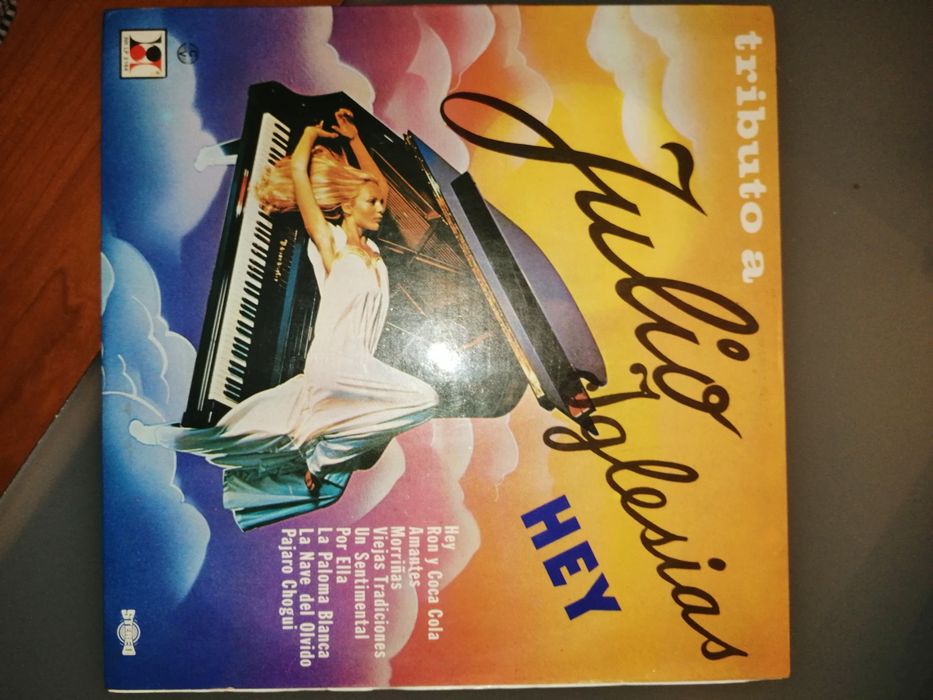 tributo a
Julio
Iglesias
HEY
Hey
Ron y Coca Cola
Amantes
Morriñas
Viejas Tradiciones
Un Sentimental
Por Ella
La Paloma Blanca
La Nave del Olvido
Pajaro Chogui